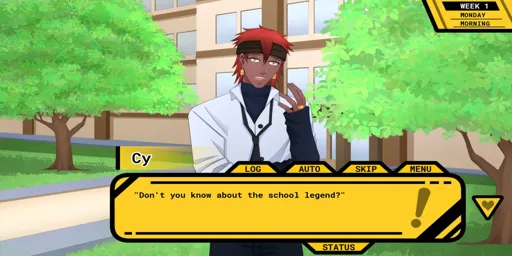 WEEK 1
MONDAY
MORNING
Cy
LOG AUTO SKIP MENU
"Don't you know about the school legend?"
!
STATUS